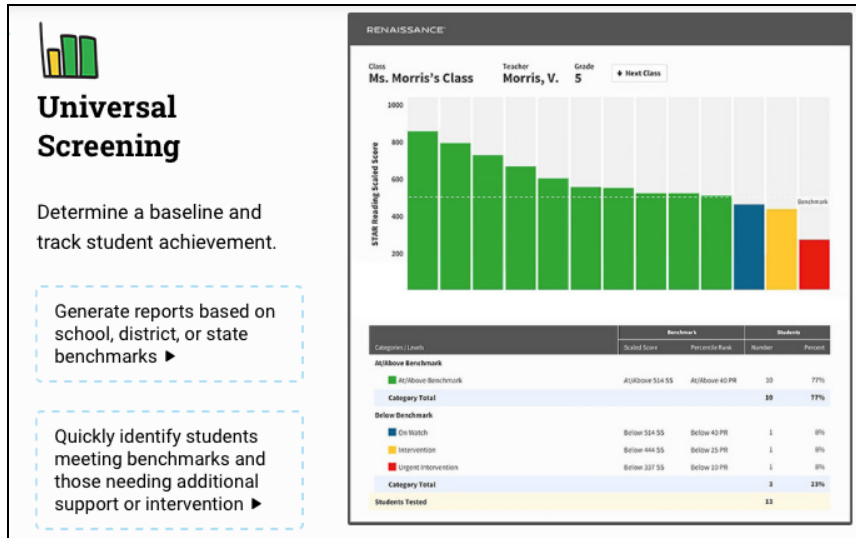 Universal
Screening
Determine a baseline and
track student achievement.
Generate reports based on
school, district, or state
benchmarks ▶
Quickly identify students
meeting benchmarks and
those needing additional
support or intervention ▶
RENAISSANCE
Class
Ms. Morris's Class
Teacher
Morris, V.
Grade
5
Next Class
STAR Reading Scaled Score
1000
800
600
400
200
Benchmark
Benchmark Students
Categories / Levels Scaled Score Percentile Rank Number Percent
At/Above Benchmark
At/Above Benchmark At/Above 514 SS At/Above 40 PR 10 77%
Category Total 10 77%
Below Benchmark
On Watch Below 514 SS Below 40 PR 1 8%
Intervention Below 444 SS Below 25 PR 1 8%
Urgent Intervention Below 337 SS Below 10 PR 1 8%
Category Total 3 23%
Students Tested 13